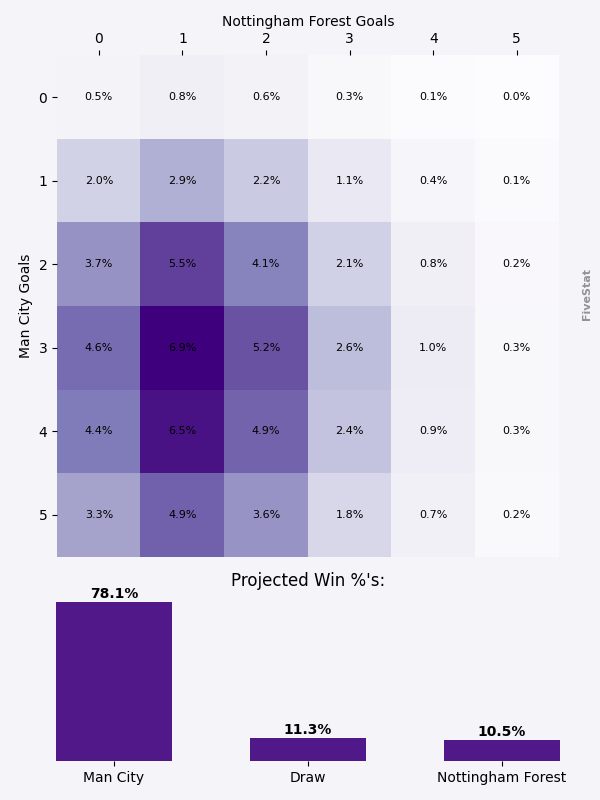 Nottingham Forest Goals
0 1 2 3 4 5
0 0.5% 0.8% 0.6% 0.3% 0.1% 0.0%
1 2.0% 2.9% 2.2% 1.1% 0.4% 0.1%
2 3.7% 5.5% 4.1% 2.1% 0.8% 0.2%
3 4.6% 6.9% 5.2% 2.6% 1.0% 0.3%
4 4.4% 6.5% 4.9% 2.4% 0.9% 0.3%
5 3.3% 4.9% 3.6% 1.8% 0.7% 0.2%
Man City Goals
FiveStat
Projected Win %'s:
78.1% 11.3% 10.5%
Man City Draw Nottingham Forest